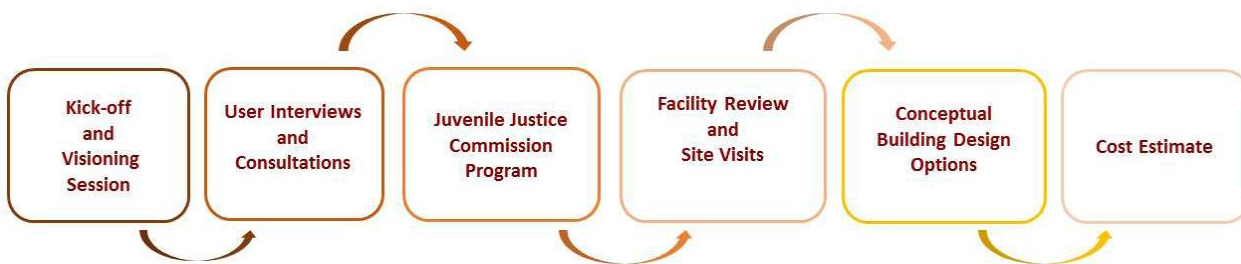 Kick-off
and
Visioning
Session
User Interviews
and
Consultations
Juvenile Justice
Commission
Program
Facility Review
and
Site Visits
Conceptual
Building Design
Options
Cost Estimate